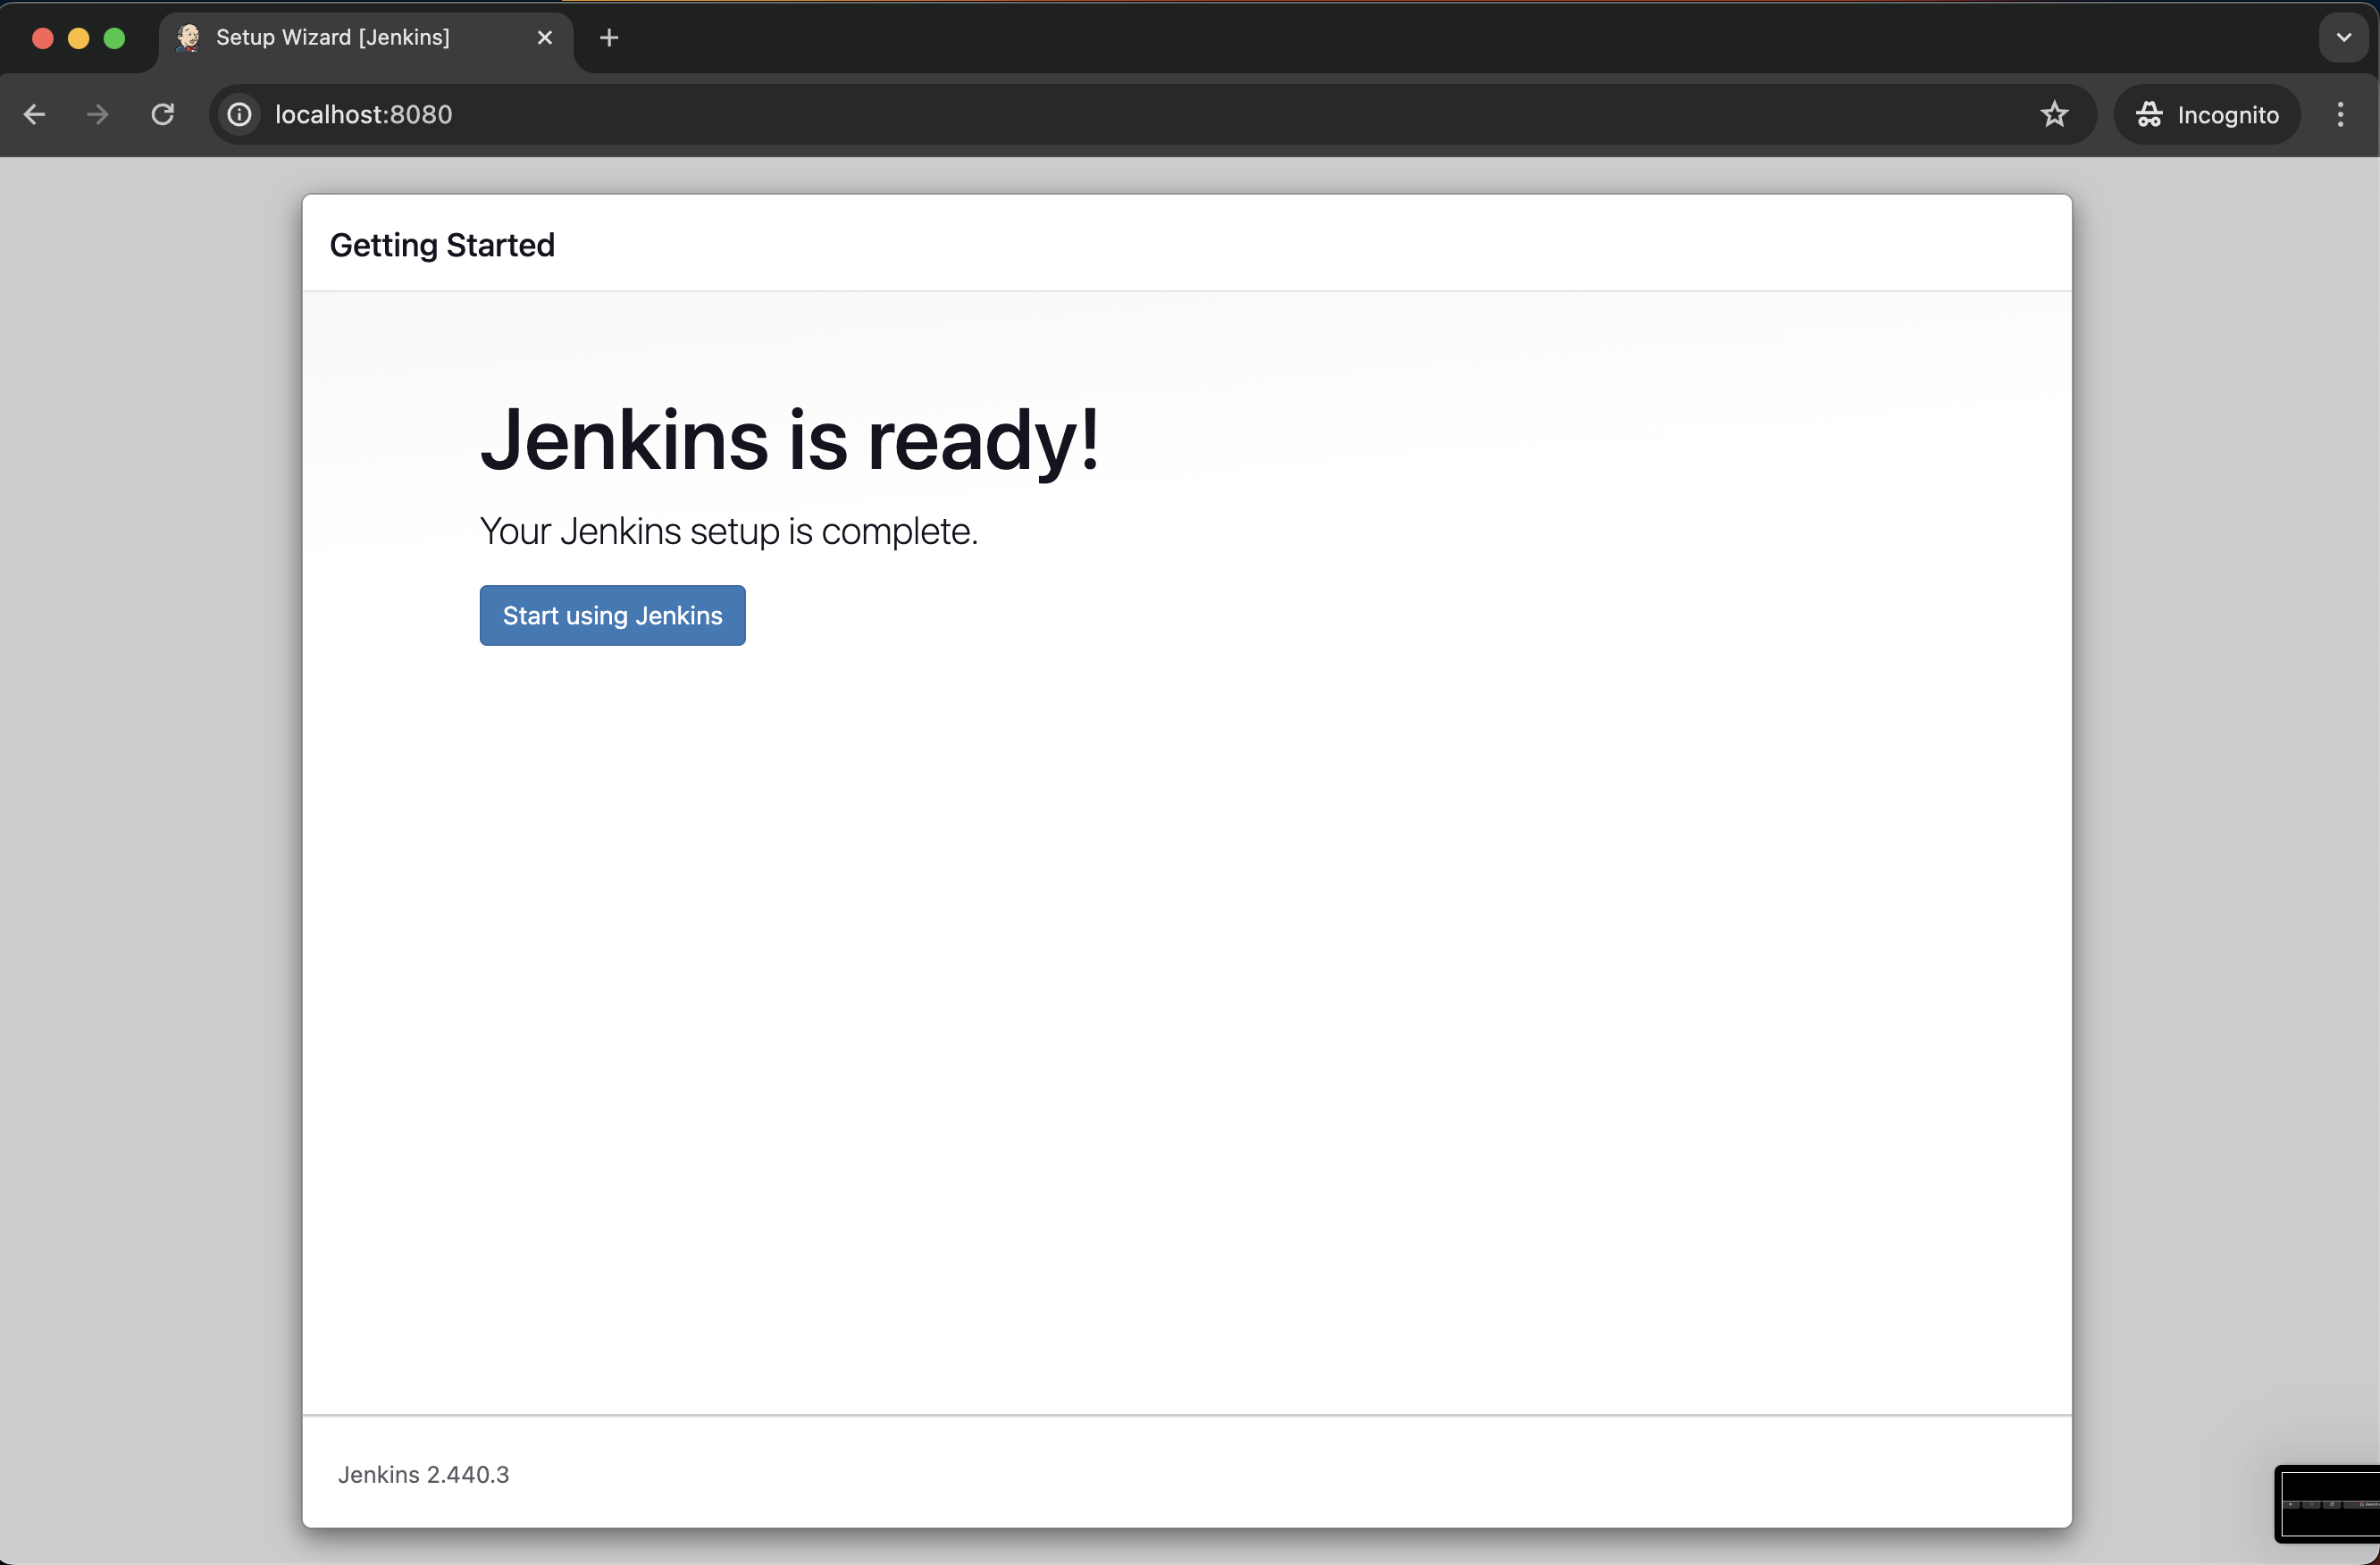 Setup Wizard [Jenkins]
localhost:8080
Incognito
Getting Started
Jenkins is ready!
Your Jenkins setup is complete.
Start using Jenkins
Jenkins 2.440.3